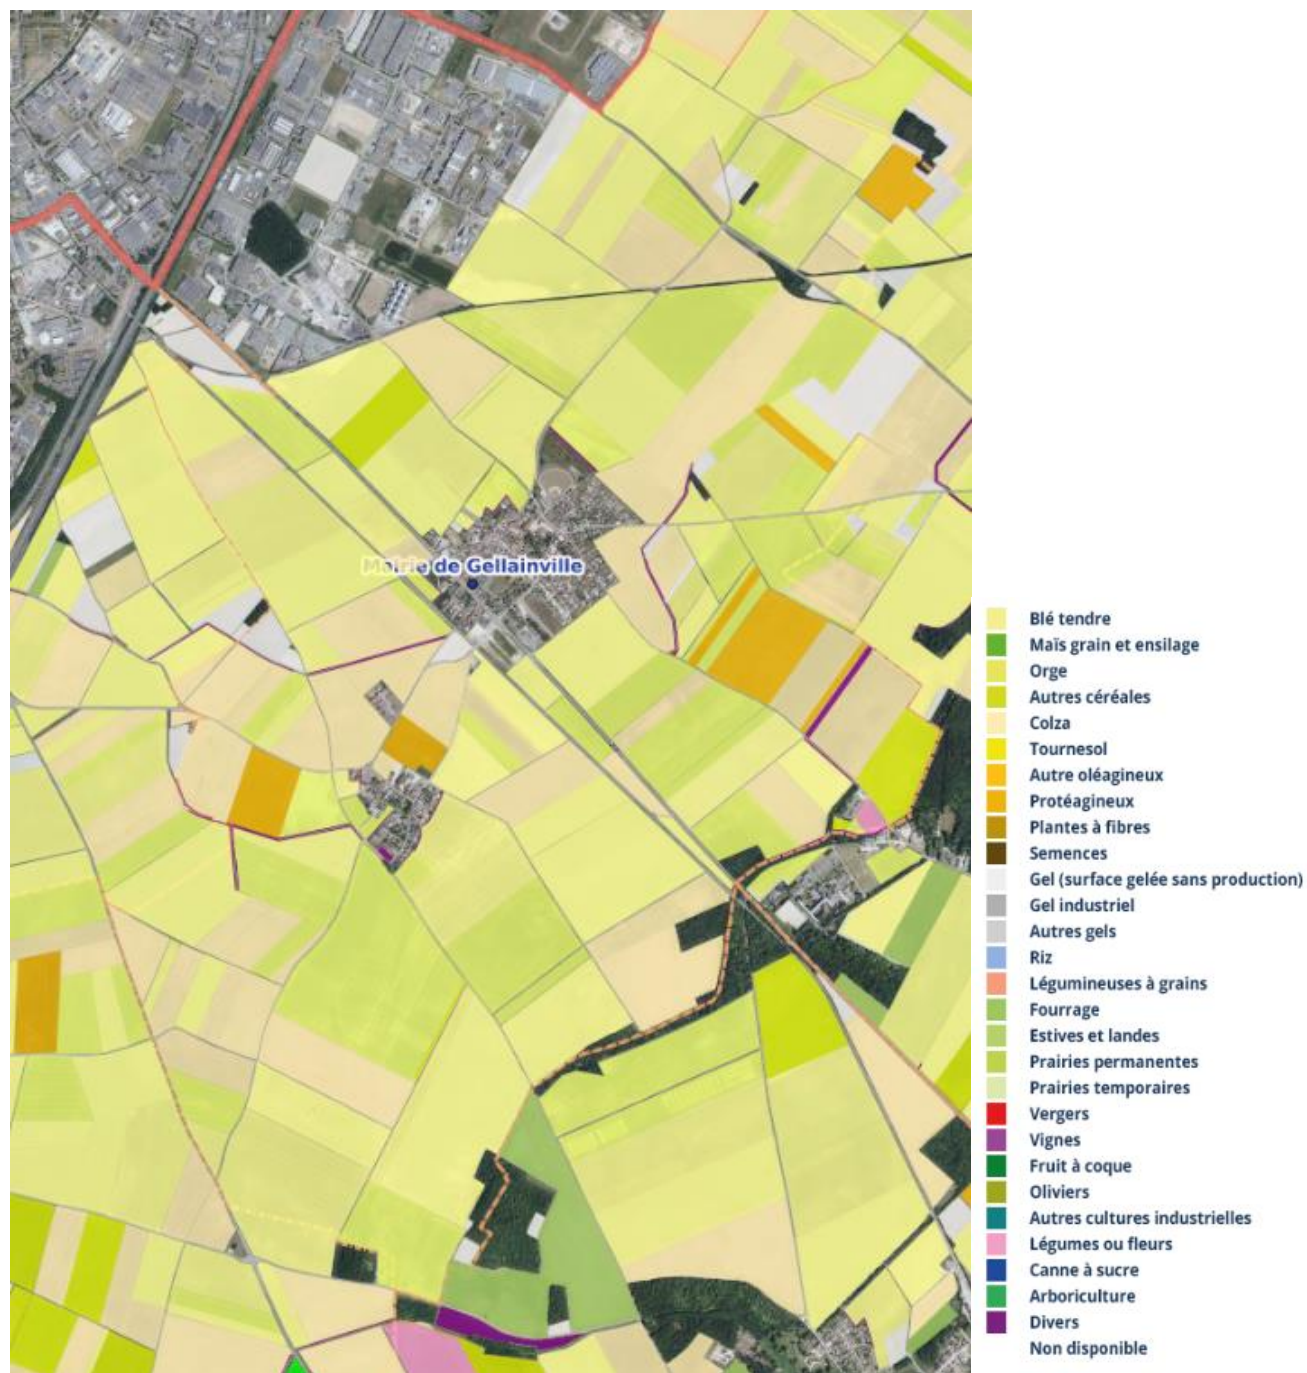 Mairie de Gellainville
Blé tendre
Maïs grain et ensilage
Orge
Autres céréales
Colza
Tournesol
Autre oléagineux
Protéagineux
Plantes à fibres
Semences
Gel (surface gelée sans production)
Gel industriel
Autres gels
Riz
Légumineuses à grains
Fourrage
Estives et landes
Prairies permanentes
Prairies temporaires
Vergers
Vignes
Fruit à coque
Oliviers
Autres cultures industrielles
Légumes ou fleurs
Canne à sucre
Arboriculture
Divers
Non disponible